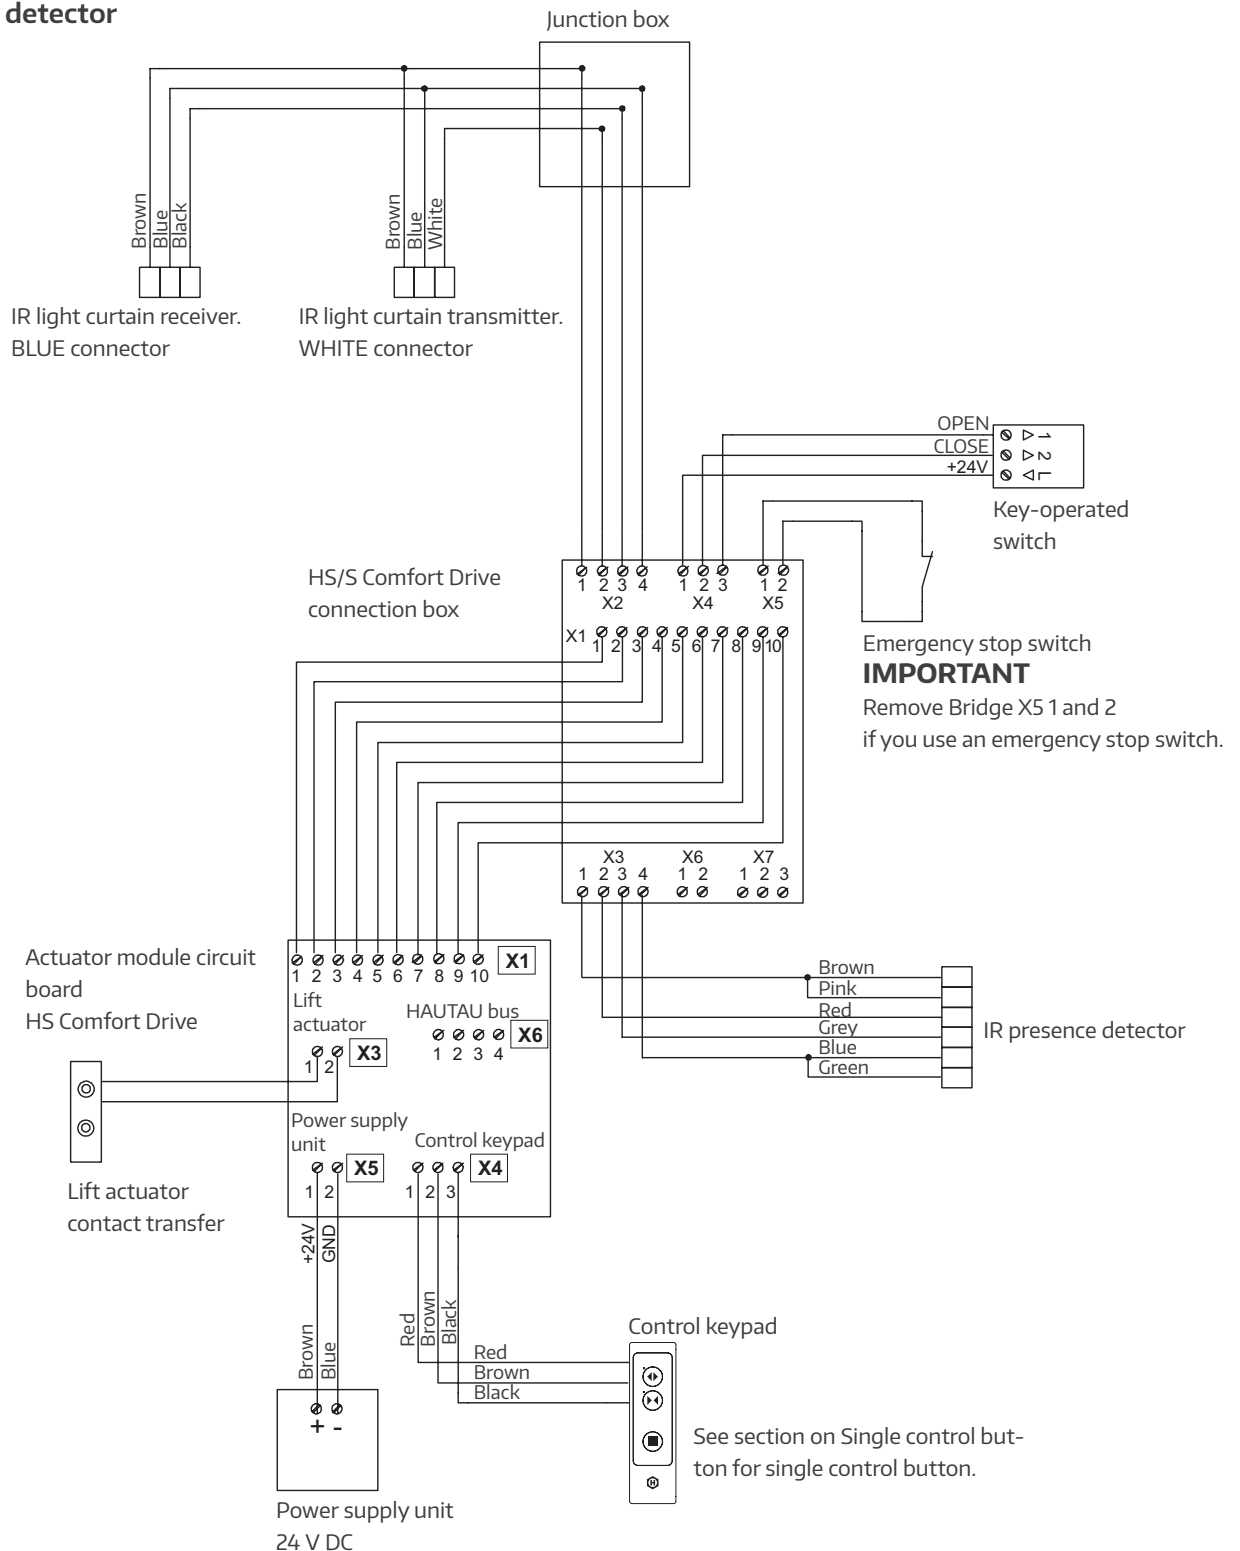 detector
Junction box
Brown
Blue
Black
Brown
Blue
White
IR light curtain receiver.
BLUE connector
IR light curtain transmitter.
WHITE connector
OPEN
CLOSE
+24V
1
2
L
Key-operated
switch
HS/S Comfort Drive
connection box
1 2 3 4 1 2 3 1 2
X2 X4 X5
X1
1 2 3 4 5 6 7 8 9 10
Emergency stop switch
IMPORTANT
Remove Bridge X5 1 and 2
if you use an emergency stop switch.
X3 X6 X7
1 2 3 4 1 2 1 2 3
Actuator module circuit
board
HS Comfort Drive
X1
1 2 3 4 5 6 7 8 9 10
Lift
actuator
HAUTAU bus
X6
1 2 3 4
X3
1 2
Brown
Pink
Red
Grey
Blue
Green
IR presence detector
Power supply
unit
Control keypad
X5
X4
1 2
1 2 3
Lift actuator
contact transfer
+24V
GND
Brown
Blue
Red
Brown
Black
Red
Brown
Black
Control keypad
H
+ -
See section on Single control but-
ton for single control button.
Power supply unit
24 V DC